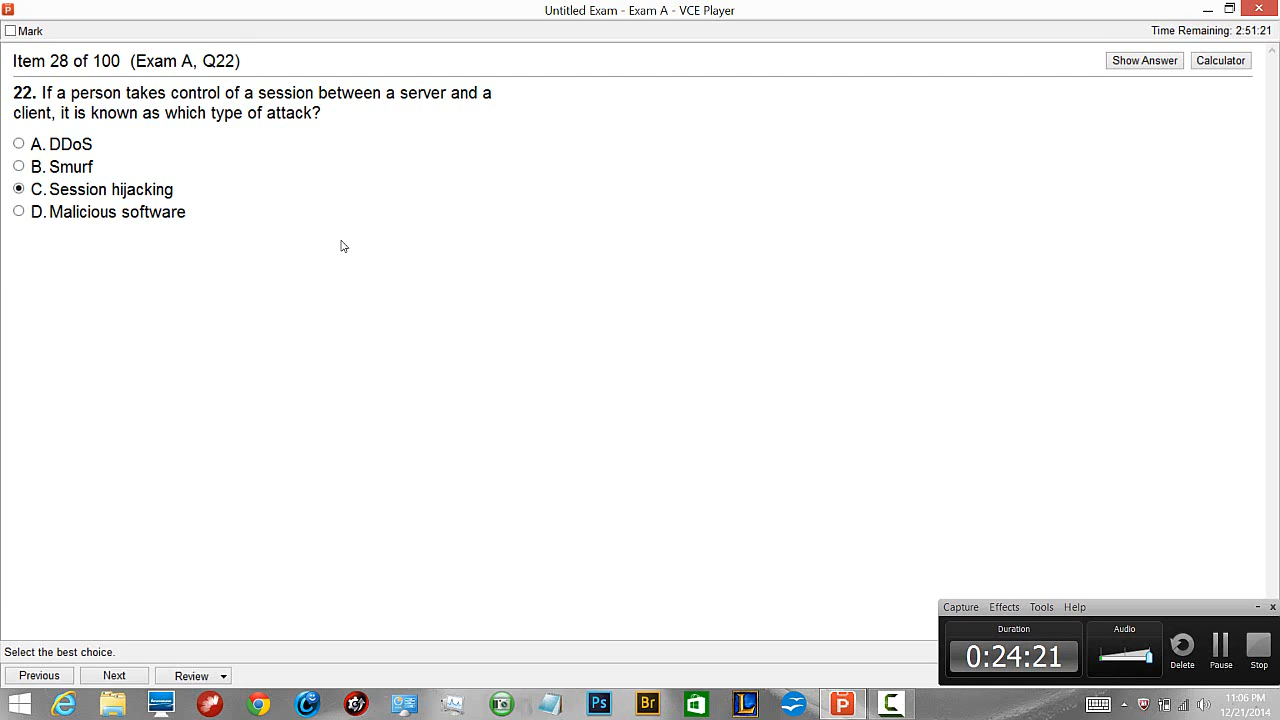 Untitled Exam - Exam A - VCE Player
Mark
Time Remaining: 2:51:21
Item 28 of 100 (Exam A, Q22)
Show Answer
Calculator
22. If a person takes control of a session between a server and a
client, it is known as which type of attack?
A. DDoS
B. Smurf
C. Session hijacking
D. Malicious software
Capture Effects Tools Help
Duration
Audio
0:24:21
Delete
Pause
Stop
Select the best choice.
Previous
Next
Review
Ps
Br
11:06 PM
12/21/2014